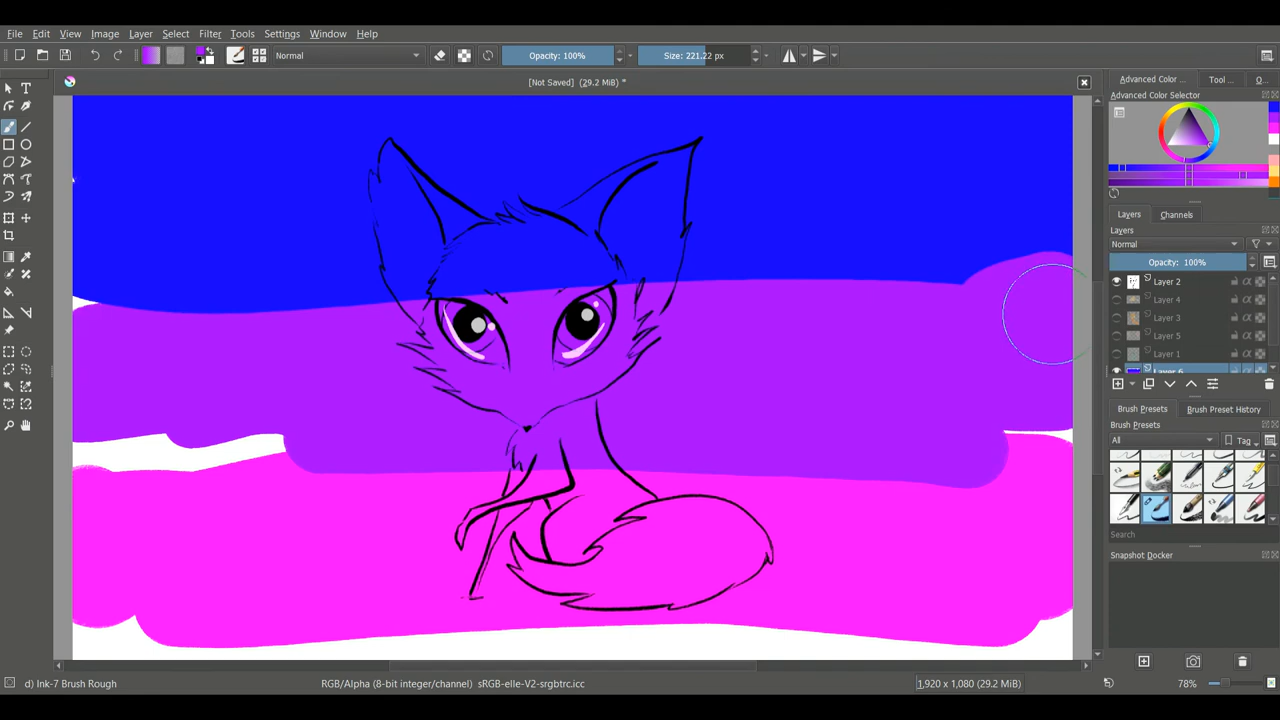 File Edit View Image Layer Select Filter Tools Settings Window Help
Normal Opacity: 100% Size: 221.22 px
[Not Saved] (29.2 MiB) *
Advanced Color ... Tool ... O...
Advanced Color Selector
Layers Channels
Layers
Normal
Opacity: 100%
Layer 2
Layer 4
Layer 3
Layer 5
Layer 1
Layer 6
Brush Presets Brush Preset History
Brush Presets
All Tag
Search
Snapshot Docker
d) Ink-7 Brush Rough RGB/Alpha (8-bit integer/channel) sRGB-elle-V2-srgbtrc.icc 1,920 x 1,080 (29.2 MiB) 78%